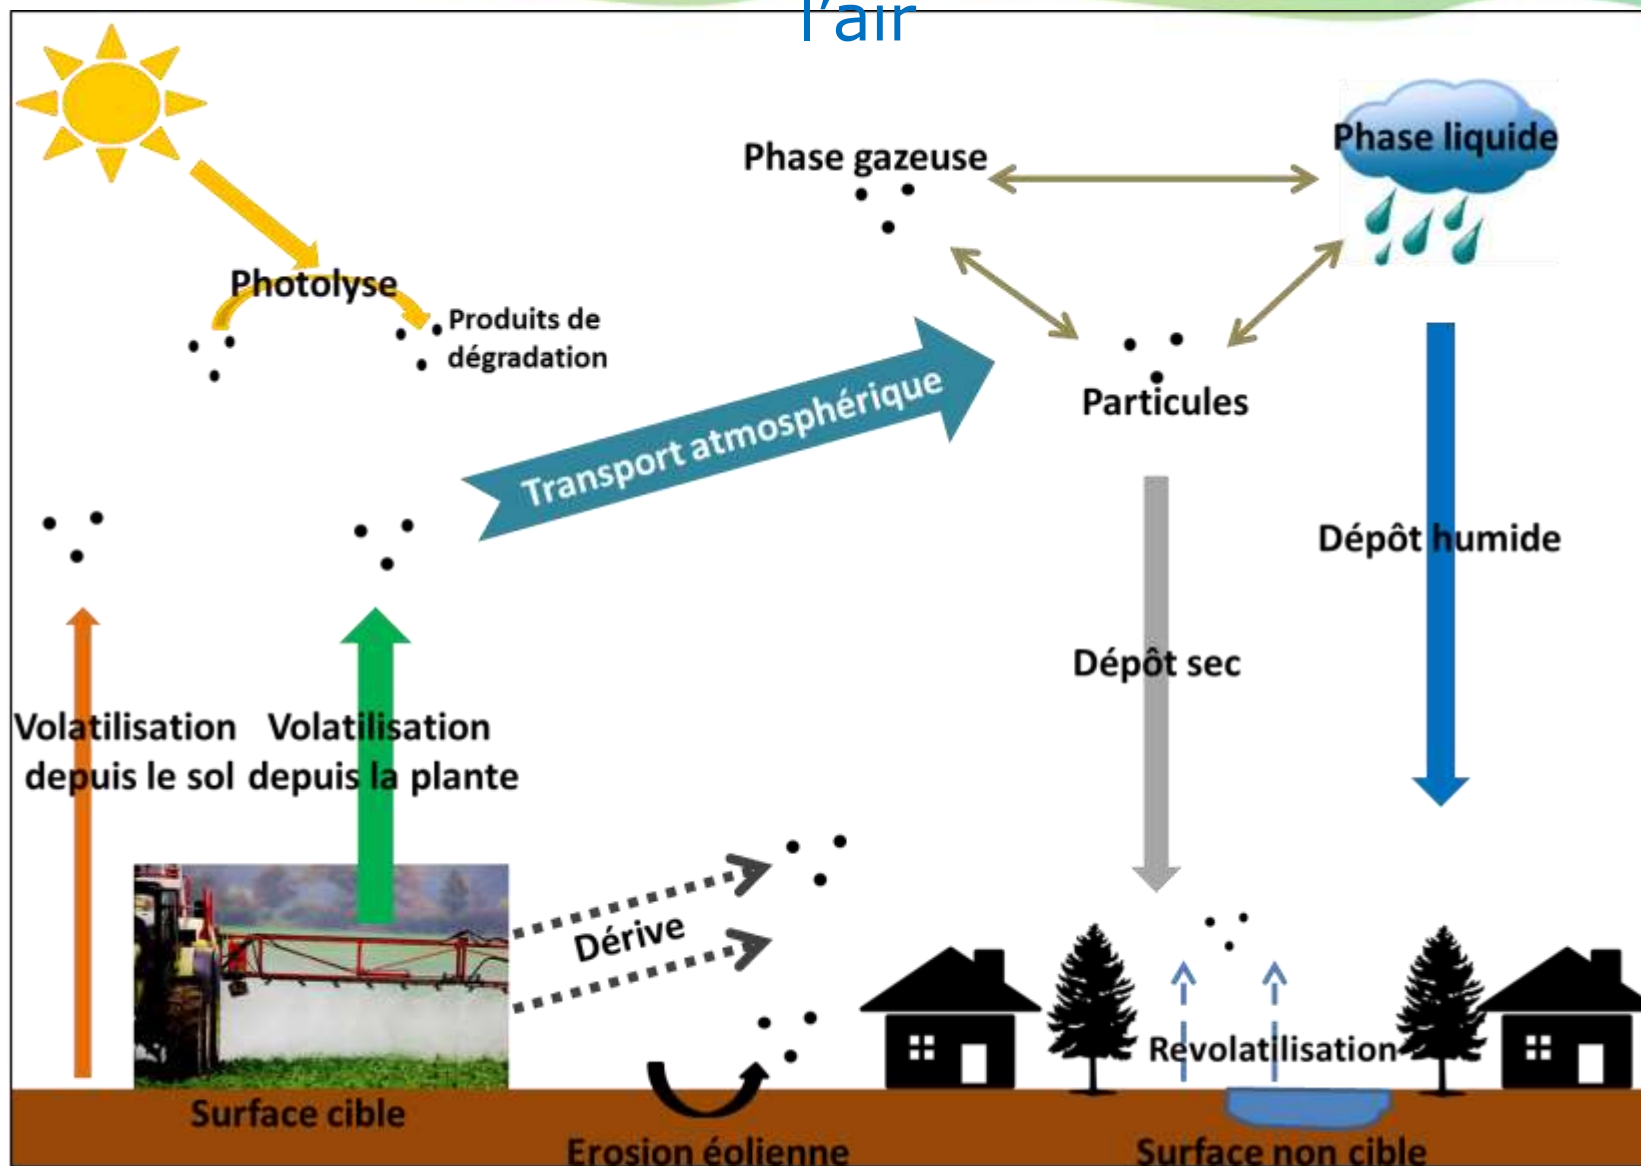 l'air
Phase gazeuse
Phase liquide
Photolyse
Produits de
dégradation
Particules
Transport atmosphérique
Dépôt humide
Dépôt sec
Volatilisation
depuis le sol
Volatilisation
depuis la plante
Dérive
Revolatilisation
Surface cible
Erosion éolienne
Surface non cible